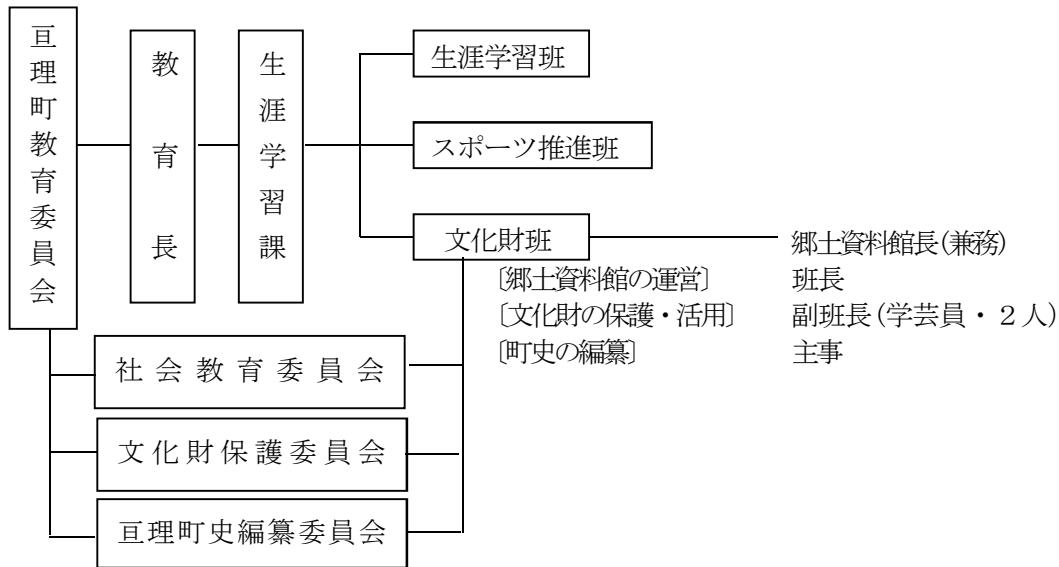 亘理町教育委員会
教育長
生涯学習課
生涯学習班
スポーツ推進班
文化財班
〔郷土資料館の運営〕
〔文化財の保護・活用〕
〔町史の編纂〕
郷土資料館長(兼務)
班長
副班長(学芸員・２人)
主事
社会教育委員会
文化財保護委員会
亘理町史編纂委員会